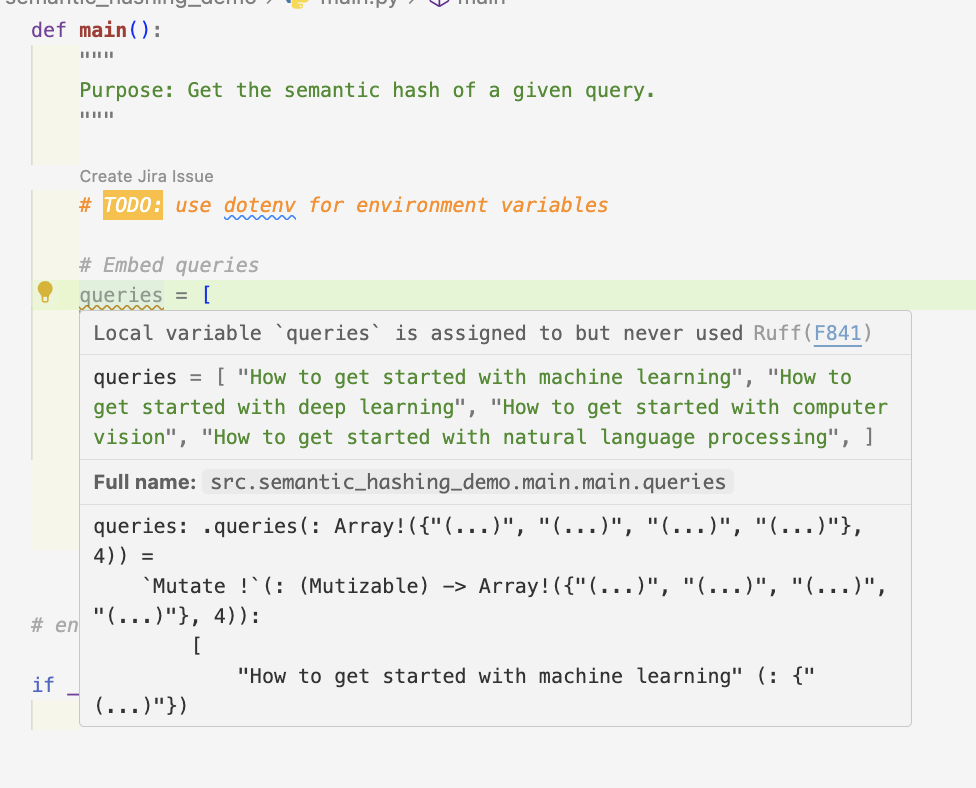 semantic_hashing_demo > main.py > main
def main():
"""
Purpose: Get the semantic hash of a given query.
"""
Create Jira Issue
# TODO: use dotenv for environment variables
# Embed queries
queries = [
Local variable `queries` is assigned to but never used Ruff(F841)
queries = [ "How to get started with machine learning", "How to
get started with deep learning", "How to get started with computer
vision", "How to get started with natural language processing", ]
Full name: src.semantic_hashing_demo.main.main.queries
queries: .queries(: Array!({"(...)", "(...)", "(...)", "(...)"},
4)) =
`Mutate !`(: (Mutizable) -> Array!({"(...)", "(...)", "(...)",
"(...)"}, 4)):
[
"How to get started with machine learning" (: {"
(...)"})
# en
if _